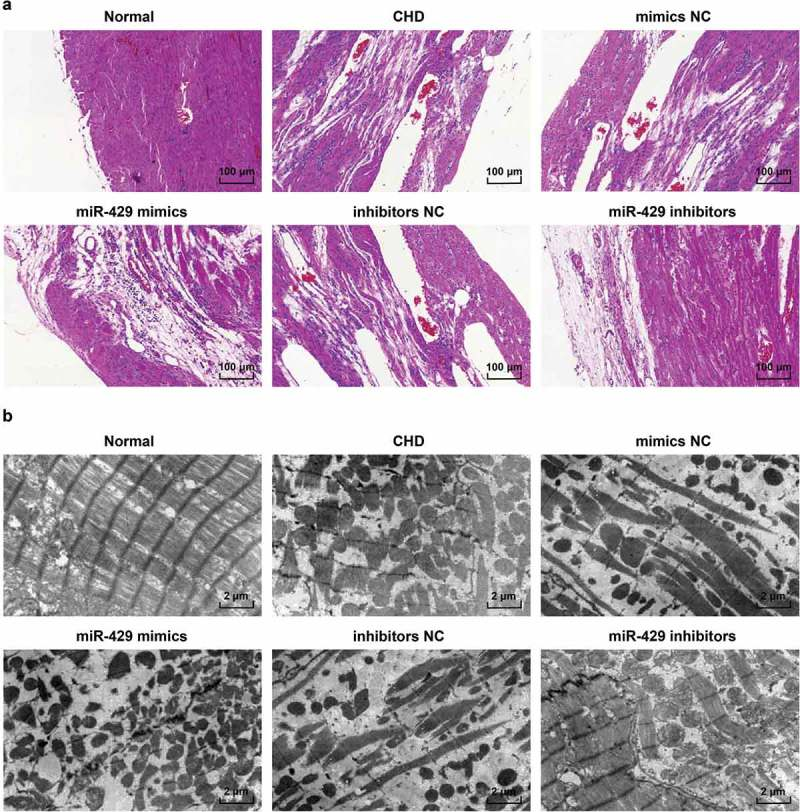 a
Normal CHD mimics NC
100 μm 100 μm 100 μm
miR-429 mimics inhibitors NC miR-429 inhibitors
100 μm 100 μm 100 μm
b
Normal CHD mimics NC
2 μm 2 μm 2 μm
miR-429 mimics inhibitors NC miR-429 inhibitors
2 μm 2 μm 2 μm